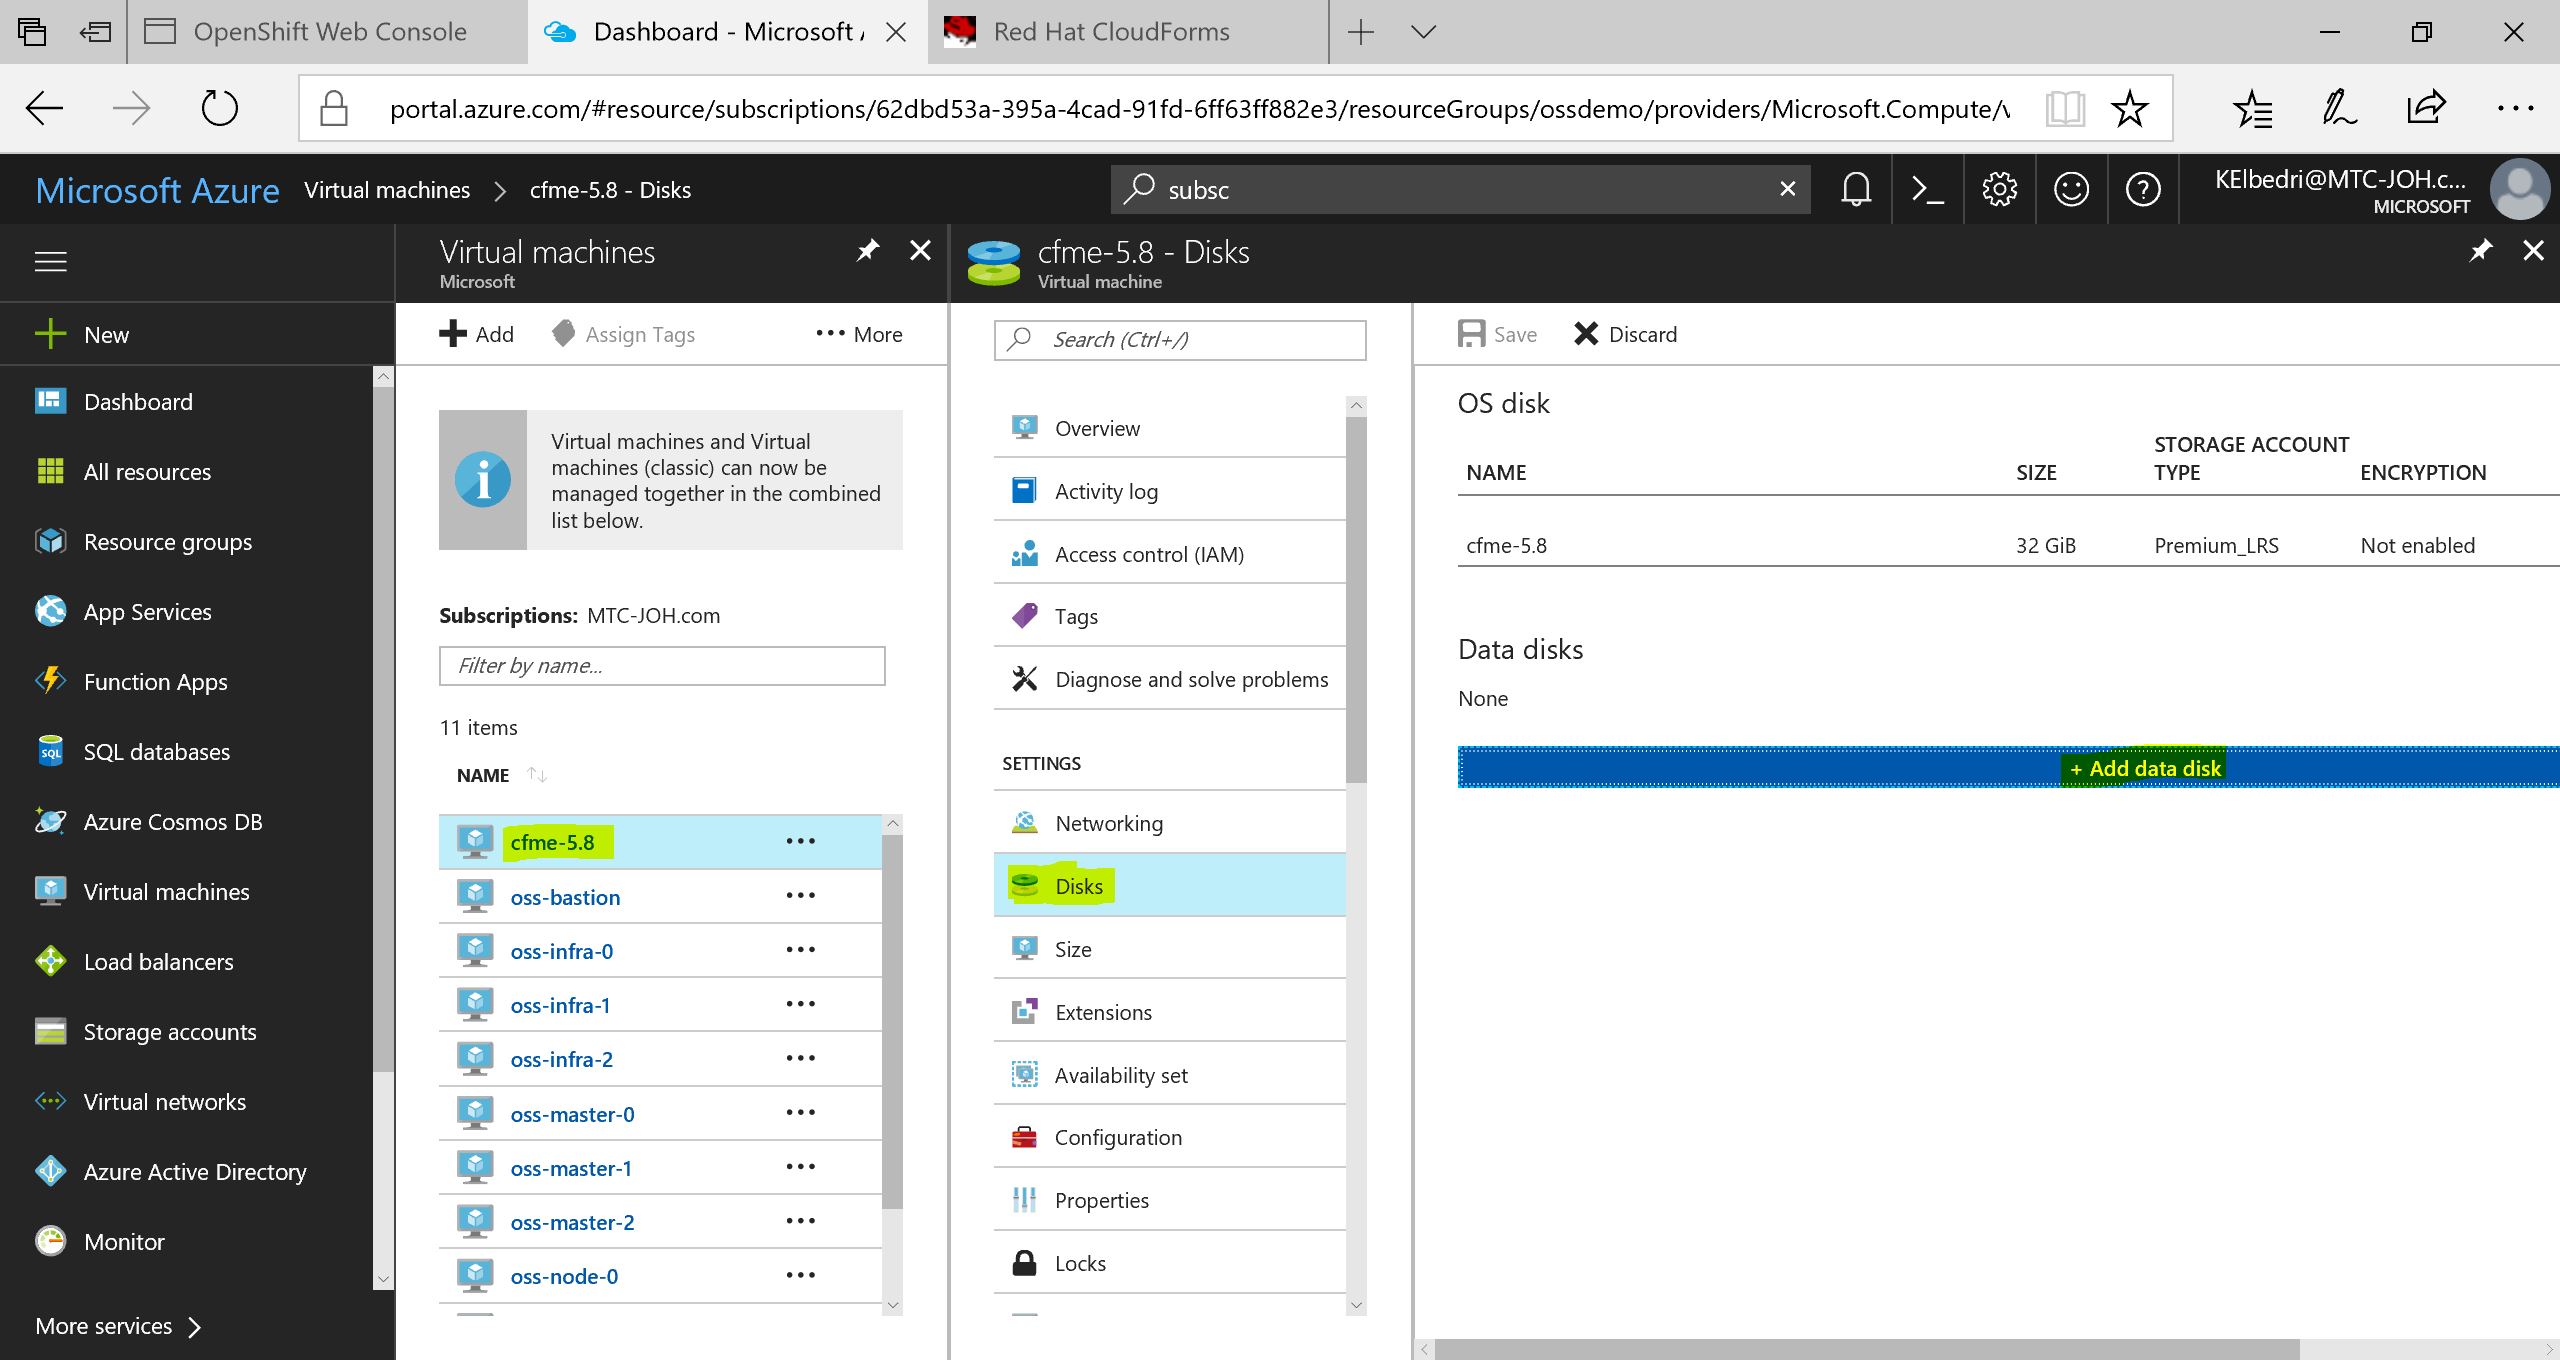 OpenShift Web Console
Dashboard - Microsoft A
Red Hat CloudForms
portal.azure.com/#resource/subscriptions/62dbd53a-395a-4cad-91fd-6ff63ff882e3/resourceGroups/ossdemo/providers/Microsoft.Compute/v
Microsoft Azure
Virtual machines
cfme-5.8 - Disks
subsc
KElbedri@MTC-JOH.c...
MICROSOFT
New
Dashboard
All resources
Resource groups
App Services
Function Apps
SQL databases
Azure Cosmos DB
Virtual machines
Load balancers
Storage accounts
Virtual networks
Azure Active Directory
Monitor
More services
Virtual machines
Microsoft
Add
Assign Tags
More
Virtual machines and Virtual
machines (classic) can now be
managed together in the combined
list below.
Subscriptions: MTC-JOH.com
Filter by name...
11 items
NAME
cfme-5.8
oss-bastion
oss-infra-0
oss-infra-1
oss-infra-2
oss-master-0
oss-master-1
oss-master-2
oss-node-0
cfme-5.8 - Disks
Virtual machine
Search (Ctrl+/)
Overview
Activity log
Access control (IAM)
Tags
Diagnose and solve problems
SETTINGS
Networking
Disks
Size
Extensions
Availability set
Configuration
Properties
Locks
Save
Discard
OS disk
NAME SIZE STORAGE ACCOUNT TYPE ENCRYPTION
cfme-5.8 32 GiB Premium_LRS Not enabled
Data disks
None
+ Add data disk